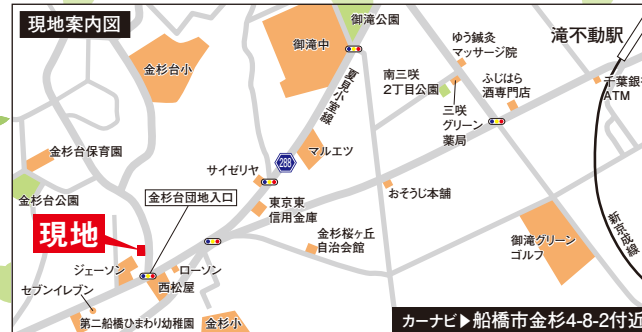 現地案内図
御滝公園
御滝中
金杉台小
夏見小室線
ゆう鍼灸
マッサージ院
滝不動駅
南三咲
2丁目公園
ふじはら
酒専門店
千葉銀行
ATM
三咲
グリーン
薬局
金杉台保育園
288
マルエツ
サイゼリヤ
金杉台公園
金杉台団地入口
おそうじ本舗
東京東
信用金庫
現地
金杉桜ヶ丘
自治会館
御滝グリーン
ゴルフ
新京成線
ジェーソン
ローソン
セブンイレブン
西松屋
第二船橋ひまわり幼稚園
金杉小
カーナビ▶船橋市金杉4-8-2付近